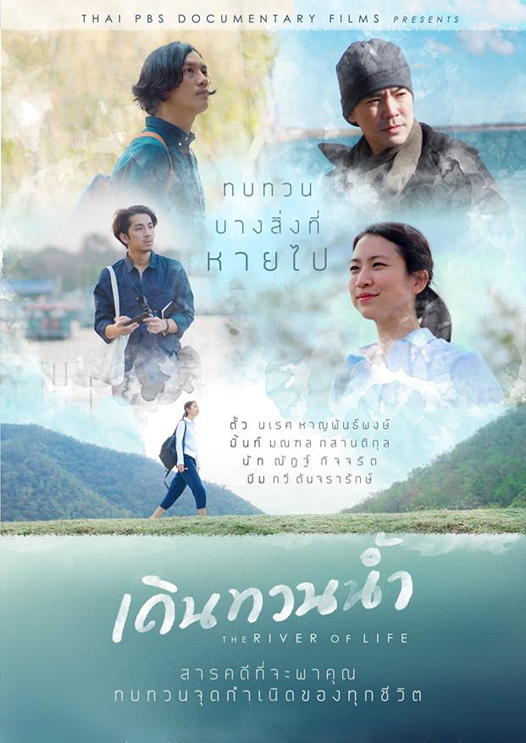 THAI PBS DOCUMENTARY FILMS PRESENTS
ทบทวน
บางสิ่งที่
หายไป
ตั้ว นเรศ หาญพันธ์พงษ์
มิ้นท์ มณฑล กสานติกุล
นัท ณัฏฐ์ กิจจริต
บีม กวี ตันจรารักษ์
เดินทวนน้ำ
THE RIVER OF LIFE
สารคดีที่จะพาคุณ
ทบทวนจุดกำเนิดของทุกชีวิต